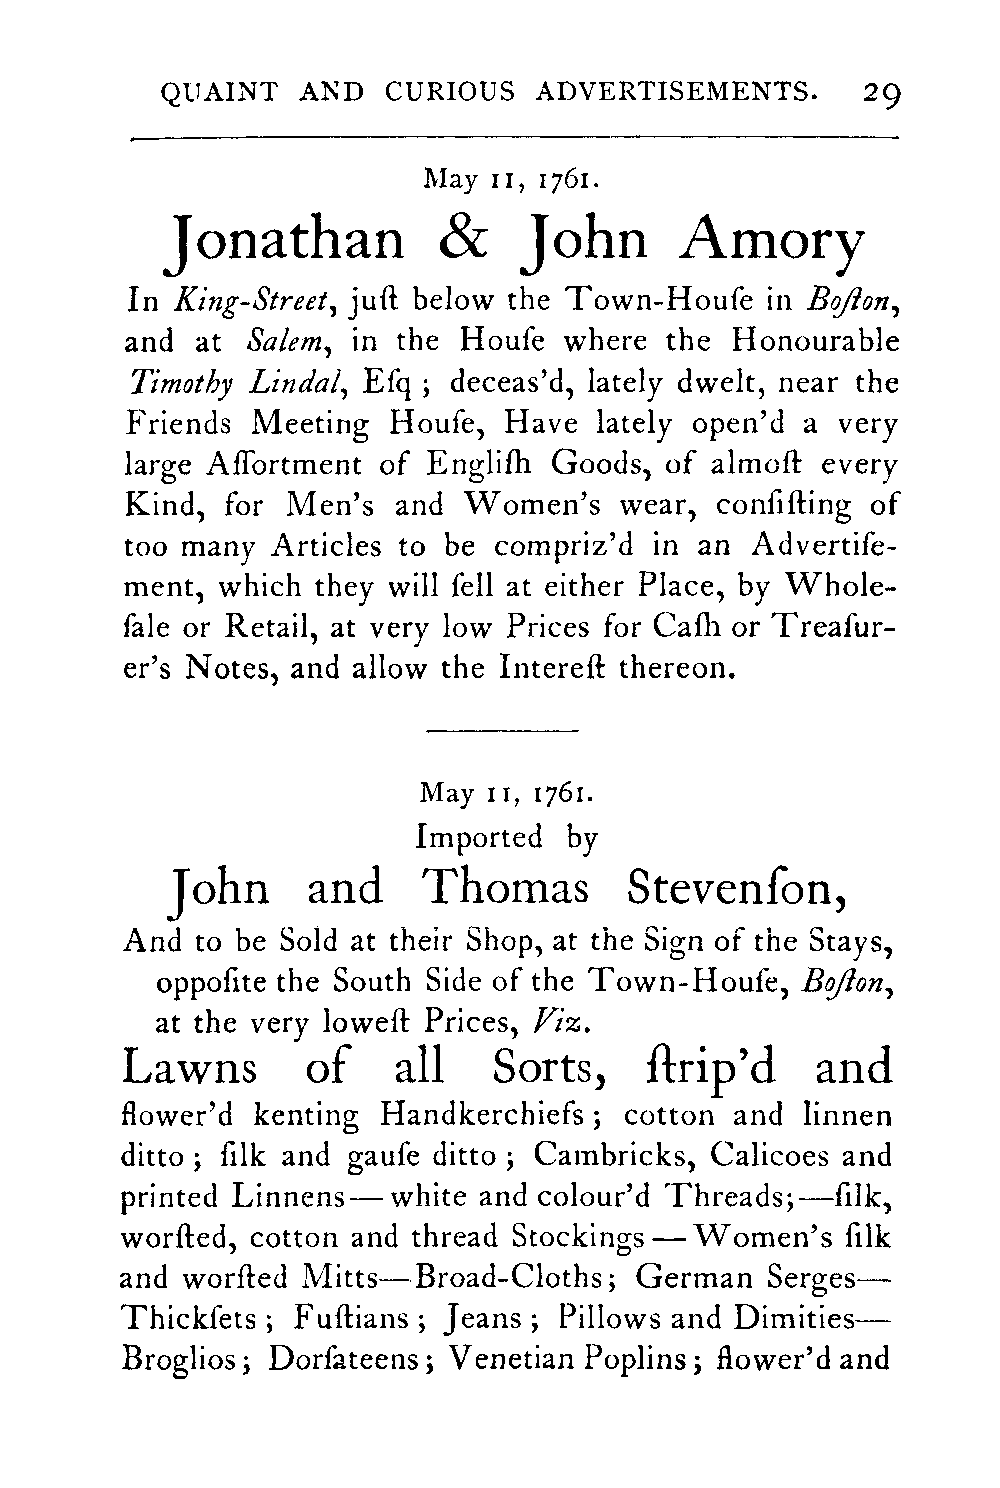 QUAINT AND CURIOUS ADVERTISEMENTS. 29
May 11, 1761.
Jonathan & John Amory
In King-Street, juſt below the Town-Houſe in Boſton,
and at Salem, in the Houſe where the Honourable
Timothy Lindal, Eſq ; deceas’d, lately dwelt, near the
Friends Meeting Houſe, Have lately open’d a very
large Aſſortment of Engliſh Goods, of almoſt every
Kind, for Men’s and Women’s wear, conſiſting of
too many Articles to be compriz’d in an Advertiſe-
ment, which they will ſell at either Place, by Whole-
ſale or Retail, at very low Prices for Caſh or Treaſur-
er’s Notes, and allow the Intereſt thereon.
May 11, 1761.
Imported by
John and Thomas Stevenſon,
And to be Sold at their Shop, at the Sign of the Stays,
oppoſite the South Side of the Town-Houſe, Boſton,
at the very loweſt Prices, Viz.
Lawns of all Sorts, ſtrip’d and
flower’d kenting Handkerchiefs ; cotton and linnen
ditto ; ſilk and gauſe ditto ; Cambricks, Calicoes and
printed Linnens—white and colour’d Threads;—ſilk,
worſted, cotton and thread Stockings—Women’s ſilk
and worſted Mitts—Broad-Cloths ; German Serges—
Thickſets ; Fuſtians ; Jeans ; Pillows and Dimities—
Broglios ; Dorſateens ; Venetian Poplins ; flower’d and